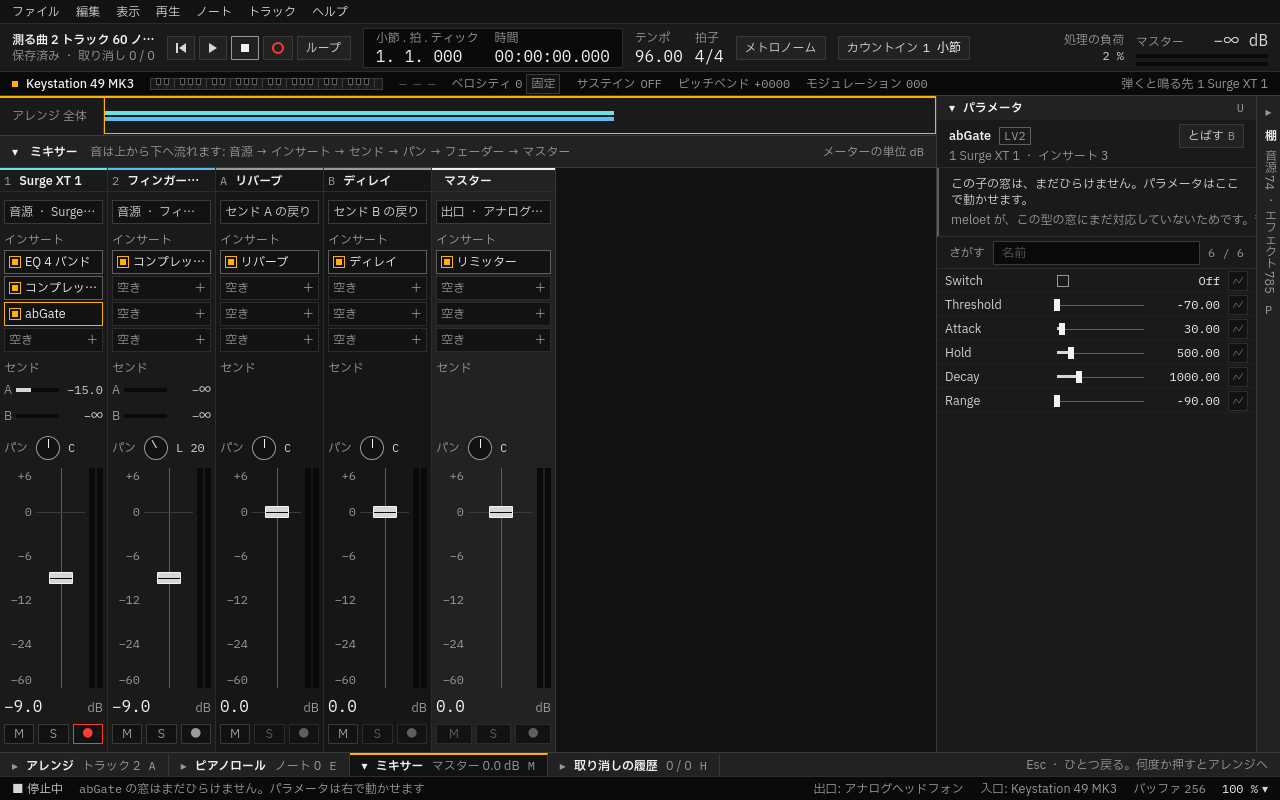 ファイル 編集 表示 再生 ノート トラック ヘルプ
測る曲 2 トラック 60 ノ…
保存済み · 取り消し 0 / 0
ループ
小節 . 拍 . ティック 時間
1. 1. 000 00:00:00.000
テンポ 拍子
96.00 4/4
メトロノーム
カウントイン 1 小節
処理の負荷 マスター −∞ dB
2 %
Keystation 49 MK3 — — — ベロシティ 0 固定 サステイン OFF ピッチベンド +0000 モジュレーション 000 弾くと鳴る先 1 Surge XT 1
アレンジ 全体
▼ ミキサー 音は上から下へ流れます: 音源 → インサート → センド → パン → フェーダー → マスター メーターの単位 dB
1 Surge XT 1 2 フィンガー… A リバーブ B ディレイ マスター
音源 · Surge… 音源 · フィ… センド A の戻り センド B の戻り 出口 · アナログ…
インサート インサート インサート インサート インサート
EQ 4 バンド コンプレッ… リバーブ ディレイ リミッター
コンプレッ… 空き + 空き + 空き + 空き +
abGate 空き + 空き + 空き + 空き +
空き + 空き + 空き + 空き + 空き +
センド センド センド センド センド
A −15.0 A −∞
B −∞ B −∞
パン C パン L 20 パン C パン C パン C
+6 +6 +6 +6 +6
0 0 0 0 0
−6 −6 −6 −6 −6
−12 −12 −12 −12 −12
−24 −24 −24 −24 −24
−60 −60 −60 −60 −60
−9.0 dB −9.0 dB 0.0 dB 0.0 dB 0.0 dB
M S M S M S M S M S
▼ パラメータ U
abGate LV2 とばす B
1 Surge XT 1 · インサート 3
この子の窓は、まだひらけません。パラメータはここ
で動かせます。
meloet が、この型の窓にまだ対応していないためです。
さがす 名前 6 / 6
Switch Off
Threshold -70.00
Attack 30.00
Hold 500.00
Decay 1000.00
Range -90.00
▸ 棚 音源 74 · エフェクト 785 P
▸ アレンジ トラック 2 A ▸ ピアノロール ノート 0 E ▼ ミキサー マスター 0.0 dB M ▸ 取り消しの履歴 0 / 0 H Esc · ひとつ戻る。何度か押すとアレンジへ
■ 停止中 abGate の窓はまだひらけません。パラメータは右で動かせます 出口: アナログヘッドフォン 入口: Keystation 49 MK3 バッファ 256 100 % ▾